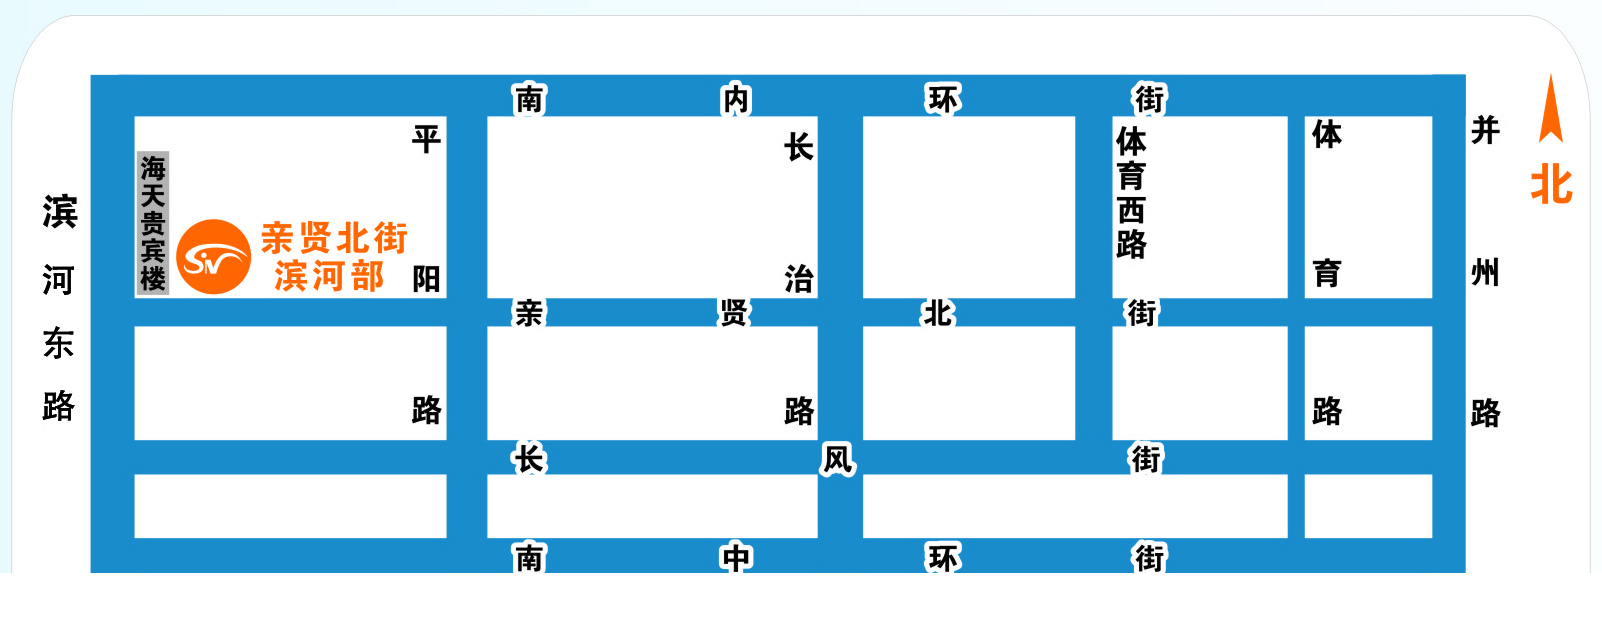 南内环街
滨河东路
海天贵宾楼
SiN
亲贤北街
滨河部
平阳路
长治路
体育西路
体育路
并州路
北
亲贤北街
长风街
南中环街